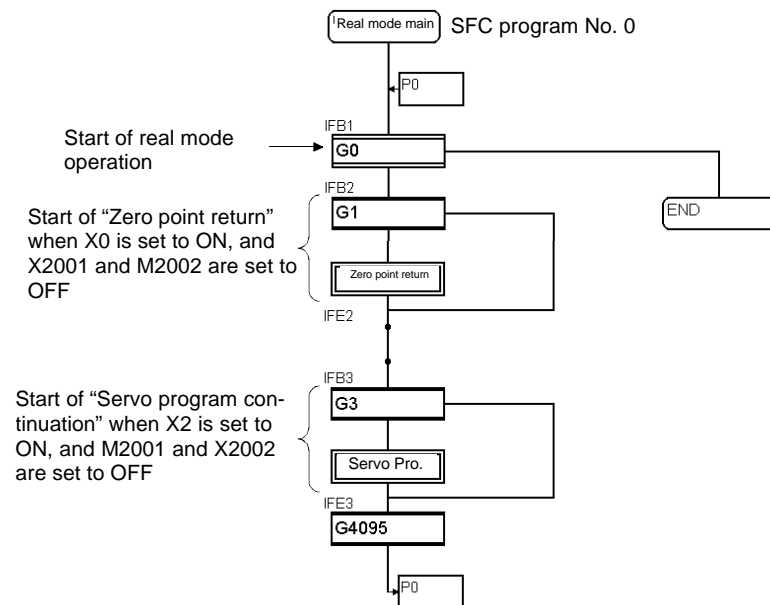 Real mode main
SFC program No. 0
P0
IFB1
Start of real mode
operation
G0
IFB2
G1
END
Start of “Zero point return”
when X0 is set to ON, and
X2001 and M2002 are set to
OFF
Zero point return
IFE2
IFB3
G3
Start of “Servo program con-
tinuation” when X2 is set to
ON, and M2001 and X2002
are set to OFF
Servo Pro.
IFE3
G4095
P0